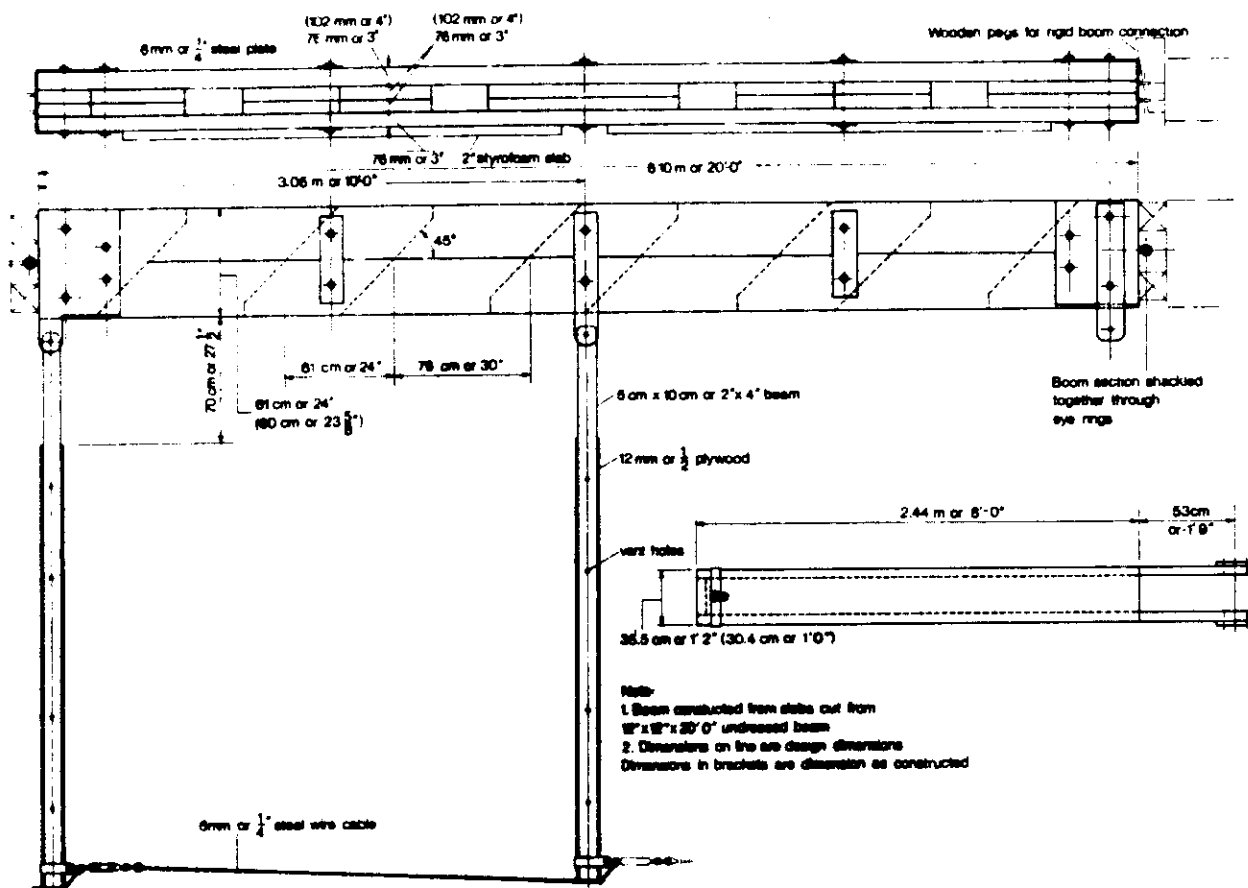 (102 mm or 4")
76 mm or 3"
(102 mm or 4")
76 mm or 3"
6 mm or 1/4" steel plate
Wooden pegs for rigid boom connection
76 mm or 3"
2" styrofoam slab
6.10 m or 20'-0"
3.06 m or 10'-0"
45°
70 cm or 27 1/2"
61 cm or 24"
76 cm or 30"
61 cm or 24"
(60 cm or 23 5/8")
5 cm x 10 cm or 2" x 4" beam
Boom section shackled
together through
eye rings
12 mm or 1/2 plywood
2.44 m or 8'-0"
53cm
or 1'9"
vent holes
35.5 cm or 1'2" (30.4 cm or 1'0")
Note-
1. Beam constructed from slabs cut from
12" x 12" x 20'0" undressed beam
2. Dimensions on line are design dimensions
Dimensions in brackets are dimension as constructed
6mm or 1/4" steel wire cable